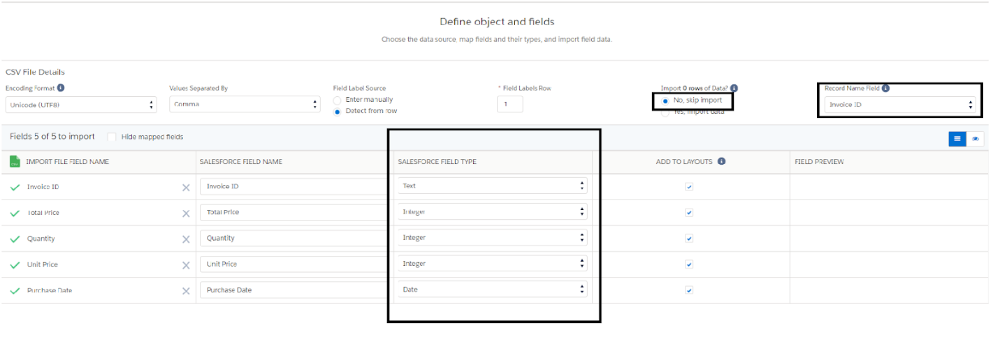 Define object and fields
Choose the data source, map fields and their types, and import field data.
CSV File Details
Encoding Format Values Separated By Field Label Source * Field Labels Row Import 0 rows of Data? Record Name Field
Unicode (UTF8) Comma Enter manually 1 No, skip import Invoice ID
Detect from row Yes, import data
Fields 5 of 5 to import Hide mapped fields
IMPORT FILE FIELD NAME SALESFORCE FIELD NAME SALESFORCE FIELD TYPE ADD TO LAYOUTS FIELD PREVIEW
Invoice ID Invoice ID Text
Total Price Total Price Integer
Quantity Quantity Integer
Unit Price Unit Price Integer
Purchase Date Purchase Date Date